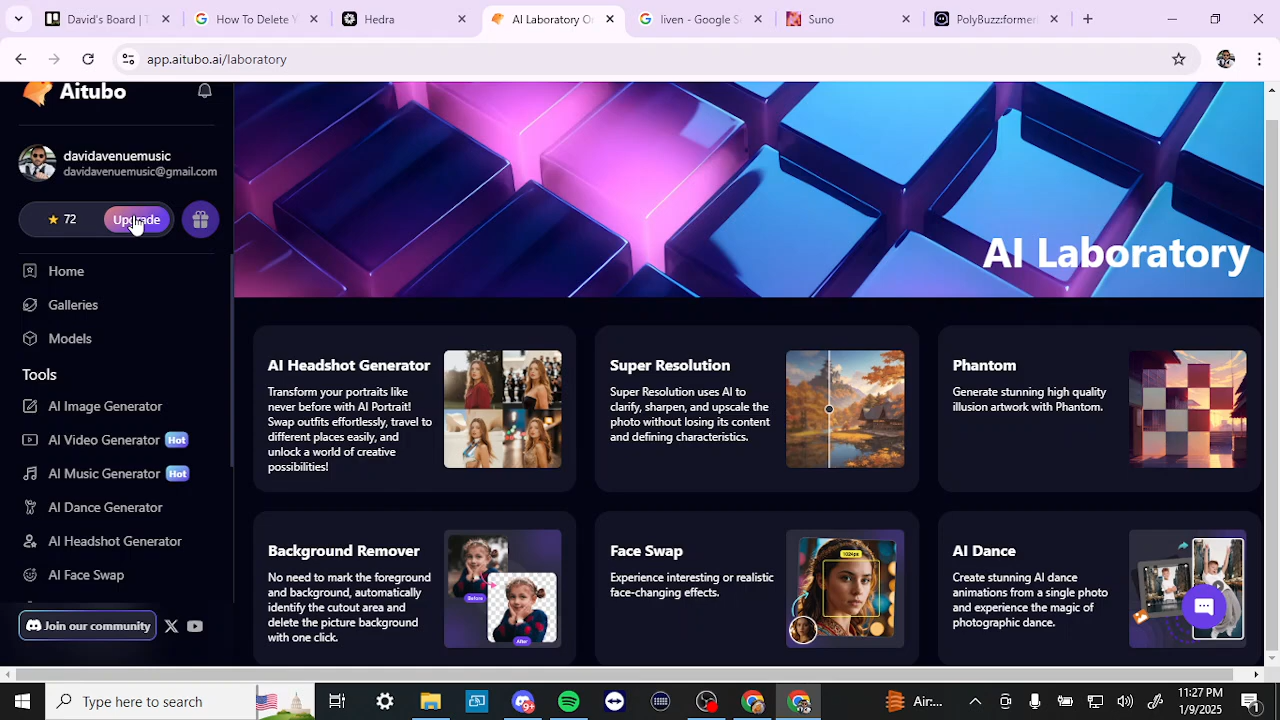 David's Board | T
How To Delete Y
Hedra
AI Laboratory On
liven - Google S
Suno
PolyBuzz:former
app.aitubo.ai/laboratory
Aitubo
davidavenuemusic
davidavenuemusic@gmail.com
72
Upgrade
Home
Galleries
Models
Tools
AI Image Generator
AI Video Generator Hot
AI Music Generator Hot
AI Dance Generator
AI Headshot Generator
AI Face Swap
Join our community
AI Laboratory
AI Headshot Generator
Transform your portraits like
never before with AI Portrait!
Swap outfits effortlessly, travel to
different places easily, and
unlock a world of creative
possibilities!
Super Resolution
Super Resolution uses AI to
clarify, sharpen, and upscale the
photo without losing its content
and defining characteristics.
Phantom
Generate stunning high quality
illusion artwork with Phantom.
Background Remover
No need to mark the foreground
and background, automatically
identify the cutout area and
delete the picture background
with one click.
Before
After
Face Swap
Experience interesting or realistic
face-changing effects.
1024px
AI Dance
Create stunning AI dance
animations from a single photo
and experience the magic of
photographic dance.
Type here to search
9+
Air:...
11:27 PM
1/9/2025
1